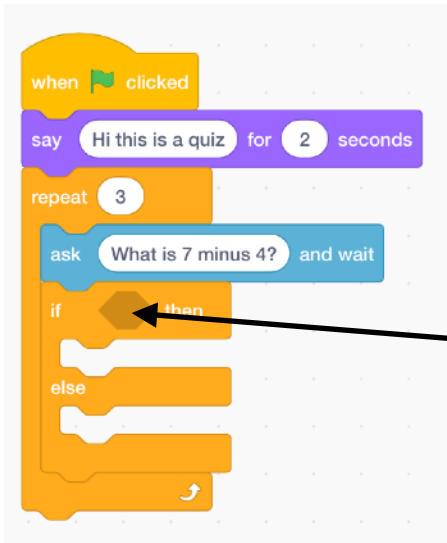 when clicked
say Hi this is a quiz for 2 seconds
repeat 3
ask What is 7 minus 4? and wait
if then
else